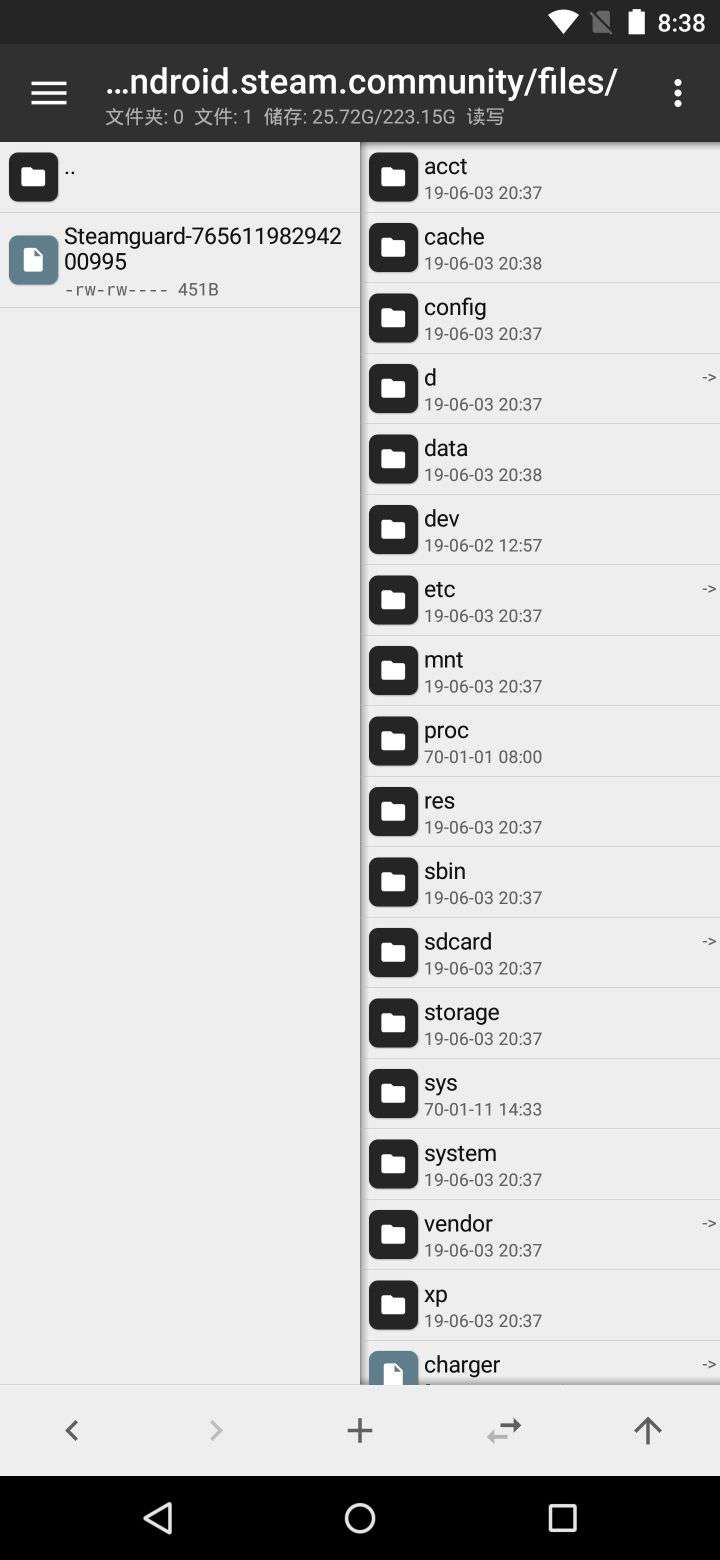 8:38
...ndroid.steam.community/files/
文件夹: 0 文件: 1 储存: 25.72G/223.15G 读写
..
Steamguard-765611982942
00995
-rw-rw---- 451B
acct
19-06-03 20:37
cache
19-06-03 20:38
config
19-06-03 20:37
d
->
19-06-03 20:37
data
19-06-03 20:38
dev
19-06-02 12:57
etc
->
19-06-03 20:37
mnt
19-06-03 20:37
proc
70-01-01 08:00
res
19-06-03 20:37
sbin
19-06-03 20:37
sdcard
->
19-06-03 20:37
storage
19-06-03 20:37
sys
70-01-11 14:33
system
19-06-03 20:37
vendor
->
19-06-03 20:37
xp
19-06-03 20:37
charger
->